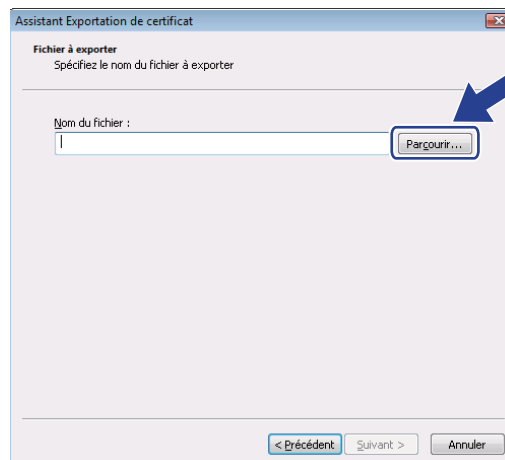 Assistant Exportation de certificat
Fichier à exporter
Spécifiez le nom du fichier à exporter
Nom du fichier :
Parcourir...
< Précédent
Suivant >
Annuler